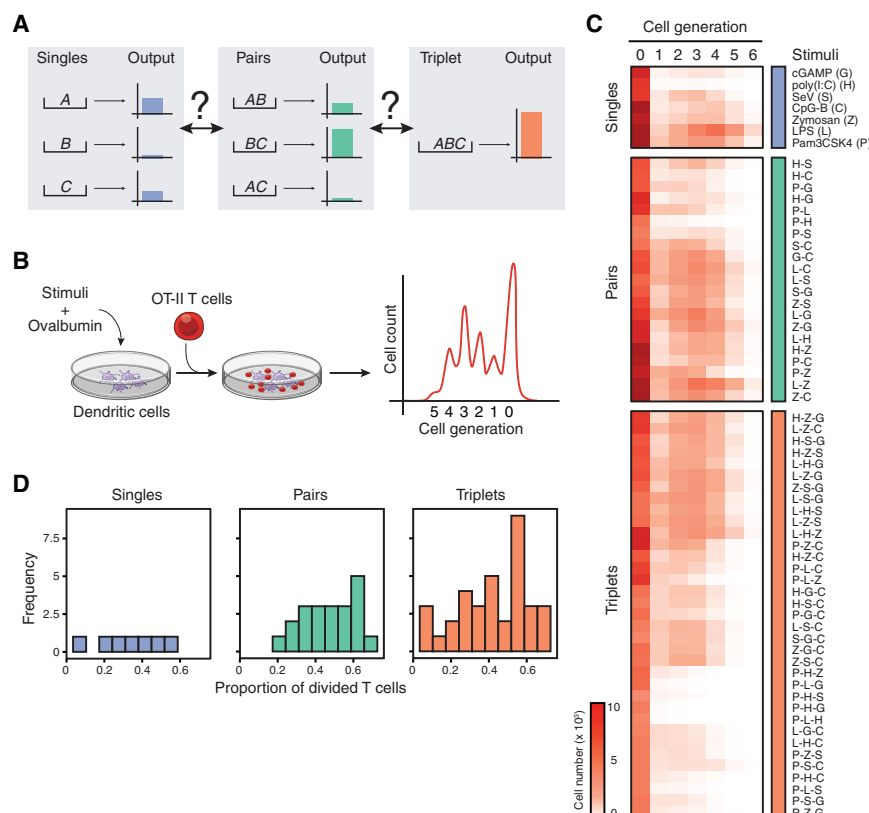 A
Singles Output Pairs Output Triplet Output
A AB
? ?
B BC ABC
C AC
B
Stimuli
+
Ovalbumin
OT-II T cells
Dendritic cells
Cell count
5 4 3 2 1 0
Cell generation
C
Cell generation
0 1 2 3 4 5 6 Stimuli
Singles
cGAMP (G)
poly(I:C) (H)
SeV (S)
CpG-B (C)
Zymosan (Z)
LPS (L)
Pam3CSK4 (P)
Pairs
H-S
H-C
P-G
H-G
P-L
P-H
P-S
S-C
G-C
L-C
L-S
S-G
Z-S
L-G
Z-G
L-H
H-Z
P-C
P-Z
L-Z
Z-C
Triplets
H-Z-G
L-Z-C
H-S-G
H-Z-S
L-H-G
L-Z-G
Z-S-G
L-S-G
L-H-S
L-Z-S
L-H-Z
P-Z-C
H-Z-C
P-L-C
P-L-Z
H-G-C
H-S-C
P-G-C
L-S-C
S-G-C
Z-G-C
Z-S-C
P-H-Z
P-L-G
P-H-S
P-H-G
P-L-H
L-G-C
L-H-C
P-Z-S
P-S-C
P-H-C
P-L-S
P-S-G
P-Z-G
Cell number (x 10³)
10
5
0
D
Singles Pairs Triplets
Frequency
7.5
5
2.5
0
0 0.2 0.4 0.6 0 0.2 0.4 0.6 0 0.2 0.4 0.6
Proportion of divided T cells